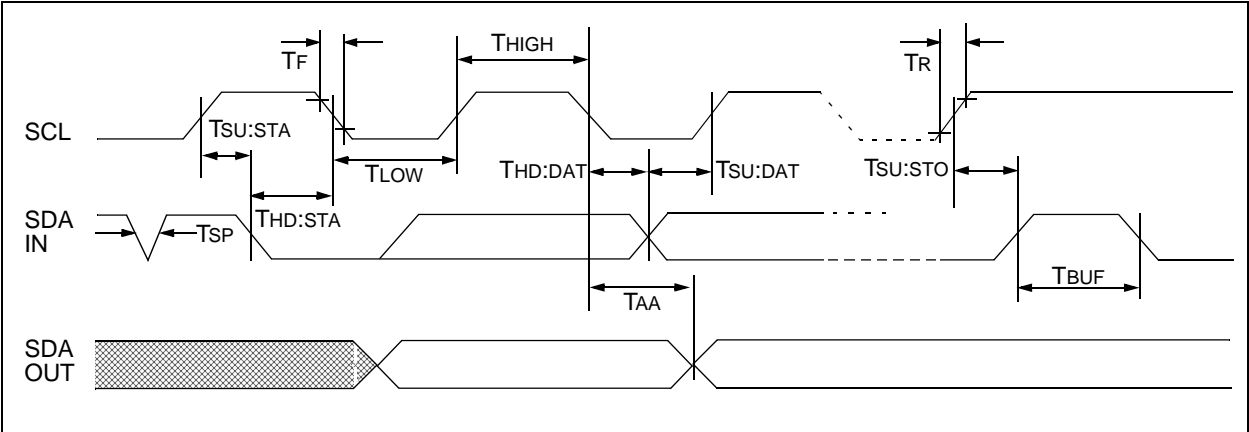 TF
THIGH
TR
SCL
TSU:STA
TLOW
THD:DAT
TSU:DAT
TSU:STO
SDA
IN
TSP
THD:STA
TBUF
TAA
SDA
OUT